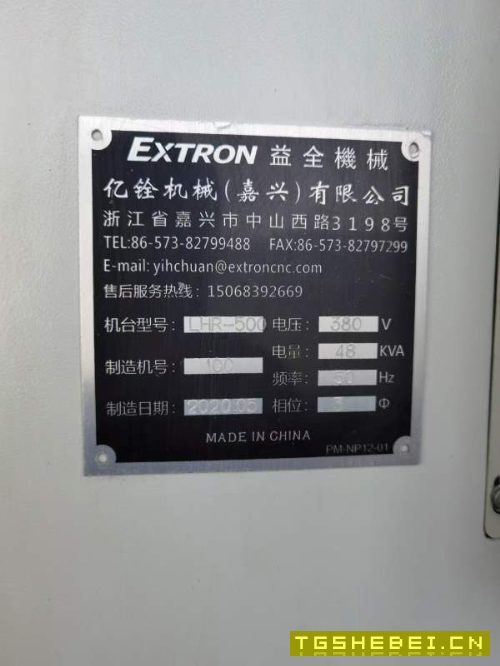 EXTRON 益全機械
亿铨机械(嘉兴)有限公司
浙江省嘉兴市中山西路3198号
TEL:86-573-82799488 FAX:86-573-82797299
E-mail: yihchuan@extroncnc.com
售后服务热线: 15068392669
机台型号: LHR-500 电压: 380 V
电量: 48 KVA
制造机号: 100
频率: 50 Hz
制造日期: 2020.05 相位: 3 Φ
MADE IN CHINA
PM-NP12-01
TGSHEBEI.CN